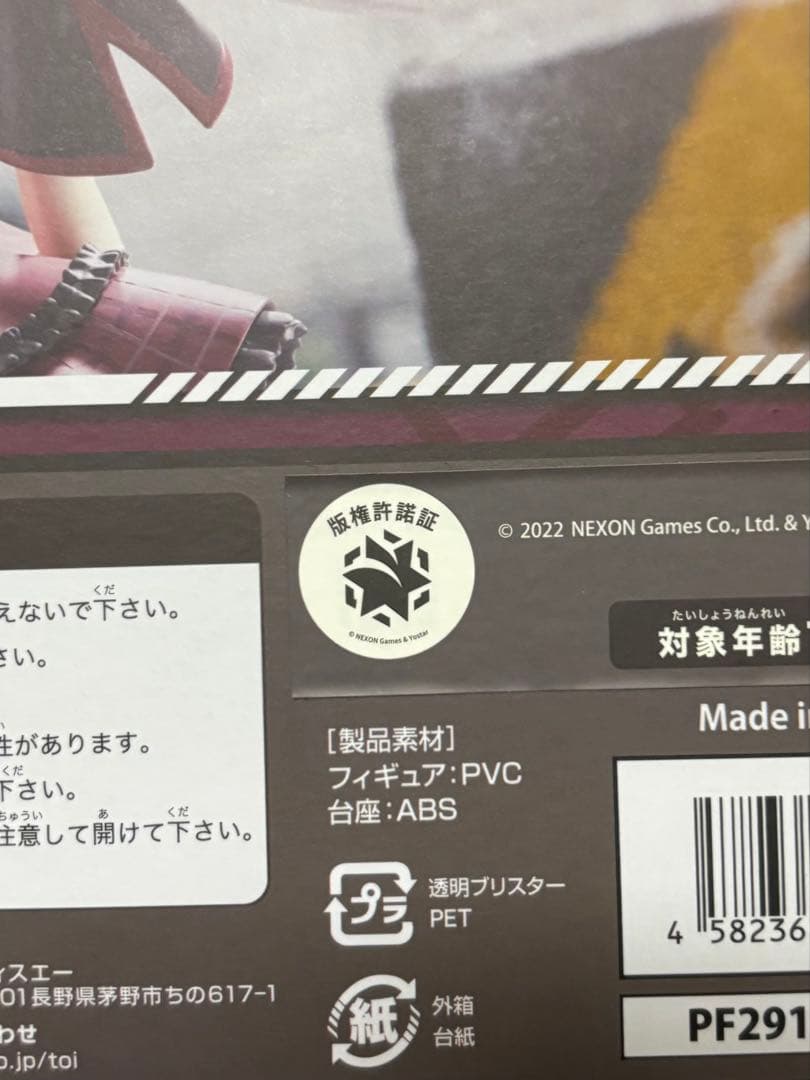 版権許諾証
© NEXON Games & Yostar
© 2022 NEXON Games Co., Ltd. & Y
くだ
えないで下さい。
さい。
性があります。
くだ
下さい。
ちゅうい あ くだ
注意して開けて下さい。
たいしょうねんれい
対象年齢
[製品素材]
フィギュア：PVC
台座：ABS
プラ
透明ブリスター
PET
紙
外箱
台紙
Made in
4 58236
PF291
ィスエー
01長野県茅野市ちの617-1
わせ
o.jp/toi